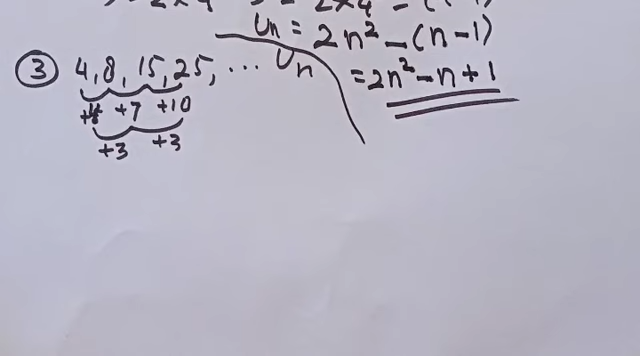 Un = 2n² – (n – 1)
= 2n² – n + 1
③ 4, 8, 15, 25, ... Un
+4 +7 +10
+3 +3